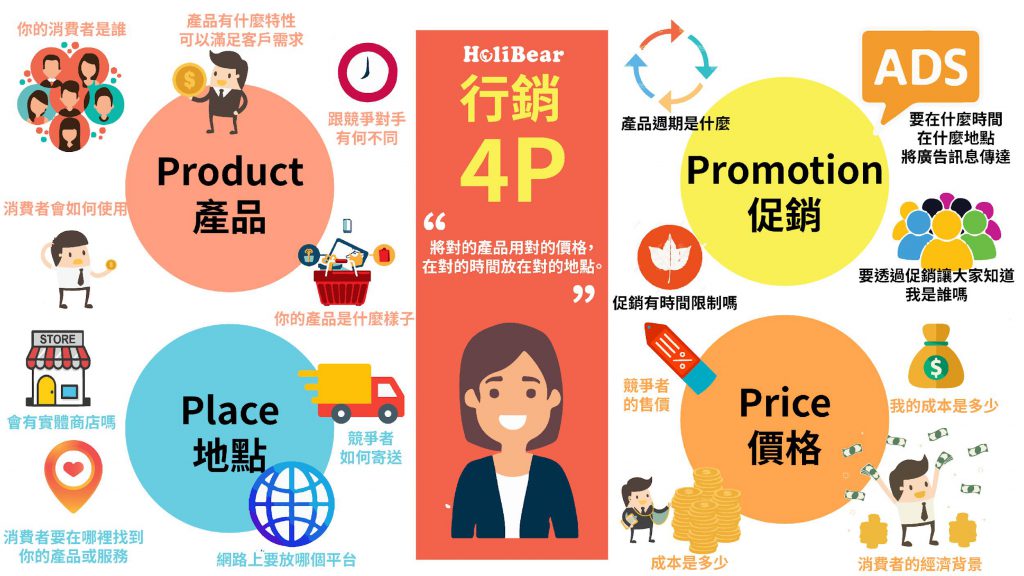 你的消費者是誰
產品有什麼特性
可以滿足客戶需求
跟競爭對手
有何不同
Product
產品
消費者會如何使用
你的產品是什麼樣子
STORE
會有實體商店嗎
Place
地點
競爭者
如何寄送
消費者要在哪裡找到
你的產品或服務
網路上要放哪個平台
HoliBear
行銷
4P
“
將對的產品用對的價格，
在對的時間放在對的地點。
”
產品週期是什麼
ADS
要在什麼時間
在什麼地點
將廣告訊息傳達
Promotion
促銷
促銷有時間限制嗎
要透過促銷讓大家知道
我是誰嗎
%
競爭者
的售價
Price
價格
$
我的成本是多少
成本是多少
消費者的經濟背景